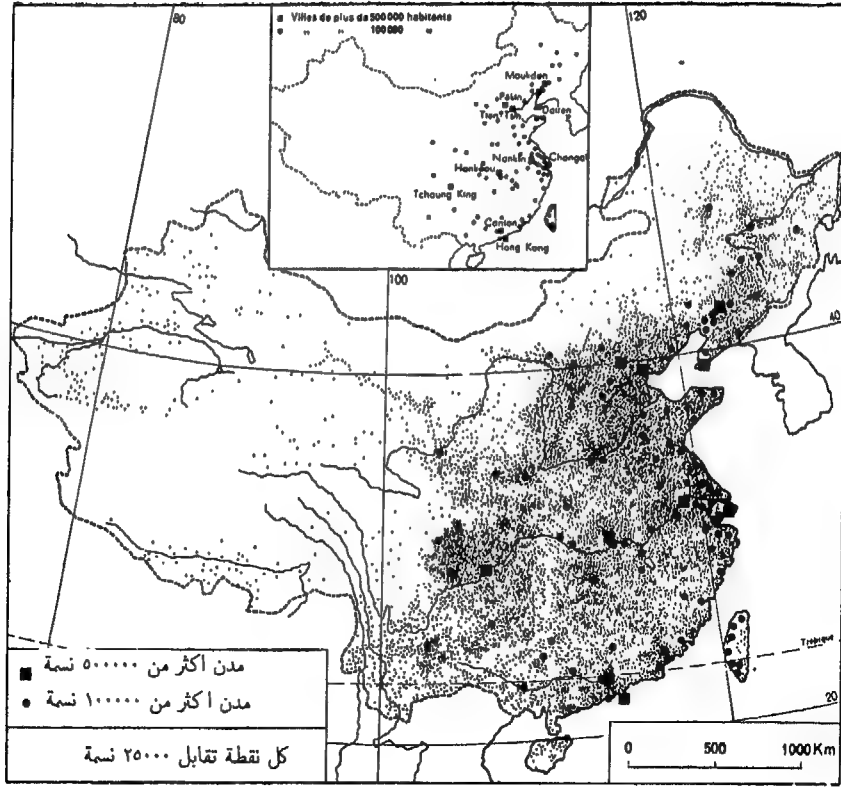 80
120
Villes de plus de 500 000 habitants
" " 100 000 "
Moukden
Pékin
Tien Tsin
Dairen
Nankin
Changaï
Hankéou
Tchoung King
Canton
Hong Kong
100
40
Tropique
20
مدن اكثر من ٥٠٠٠٠٠ نسمة
مدن اكثر من ١٠٠٠٠٠ نسمة
كل نقطة تقابل ٢٥٠٠٠ نسمة
0 500 1000 Km